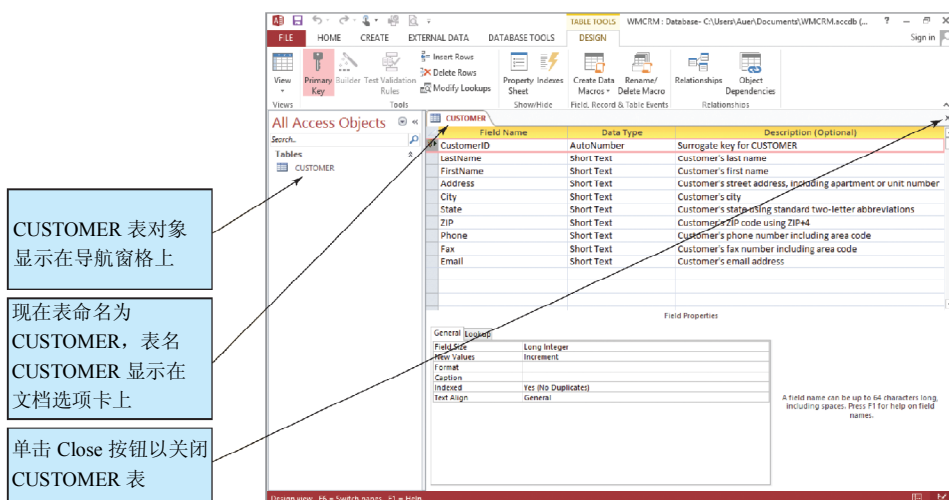 TABLE TOOLS WMCRM : Database- C:\Users\Auer\Documents\WMCRM.accdb (... ?
FILE HOME CREATE EXTERNAL DATA DATABASE TOOLS DESIGN Sign in
View
Primary Key
Builder
Test Validation Rules
Insert Rows
Delete Rows
Modify Lookups
Property Sheet
Indexes
Create Data Macros
Rename/ Delete Macro
Relationships
Object Dependencies
Views Tools Show/Hide Field, Record & Table Events Relationships
All Access Objects
Search..
Tables
CUSTOMER
CUSTOMER
Field Name Data Type Description (Optional)
CustomerID AutoNumber Surrogate key for CUSTOMER
LastName Short Text Customer's last name
FirstName Short Text Customer's first name
Address Short Text Customer's street address, including apartment or unit number
City Short Text Customer's city
State Short Text Customer's state using standard two-letter abbreviations
ZIP Short Text Customer's ZIP code using ZIP+4
Phone Short Text Customer's phone number including area code
Fax Short Text Customer's fax number including area code
Email Short Text Customer's email address
Field Properties
General Lookup
Field Size Long Integer
New Values Increment
Format
Caption
Indexed Yes (No Duplicates)
Text Align General
A field name can be up to 64 characters long,
including spaces. Press F1 for help on field
names.
Design view. F6 = Switch panes. F1 = Help.
CUSTOMER 表对象
显示在导航窗格上
现在表命名为
CUSTOMER，表名
CUSTOMER 显示在
文档选项卡上
单击 Close 按钮以关闭
CUSTOMER 表